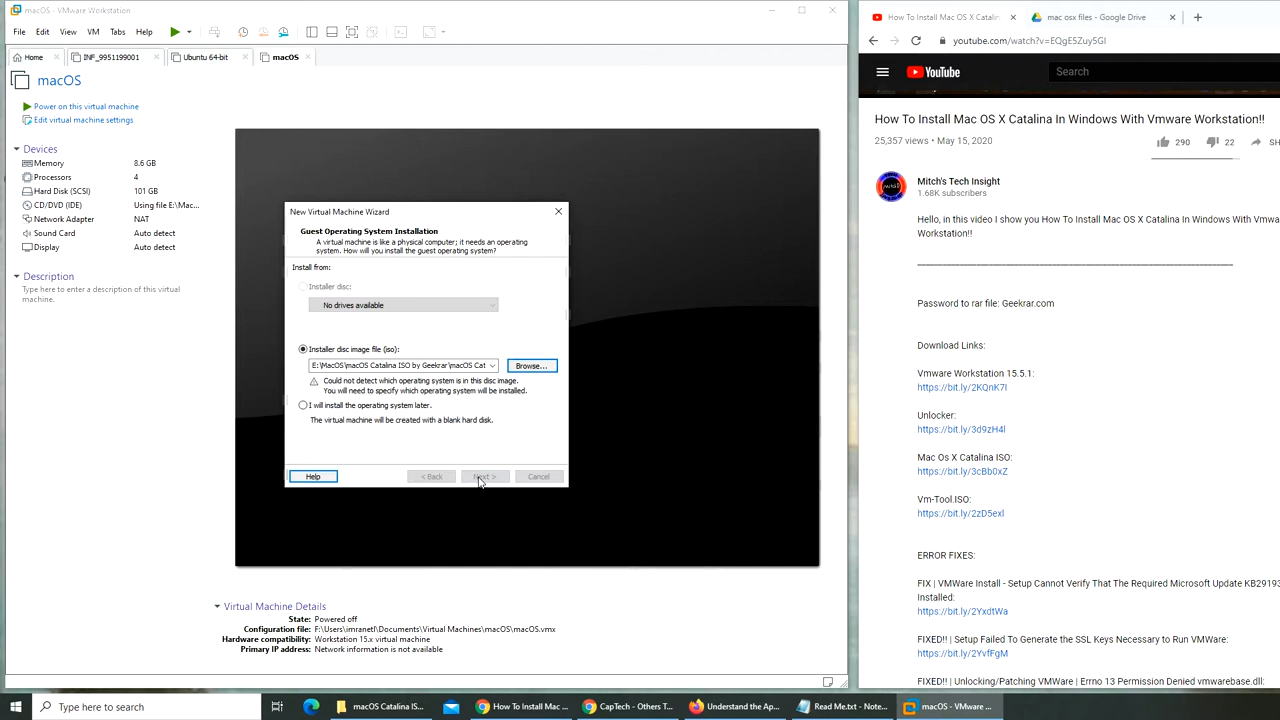 macOS - VMware Workstation
File Edit View VM Tabs Help
Home INF_9951199001 Ubuntu 64-bit macOS
macOS
Power on this virtual machine
Edit virtual machine settings
Devices
Memory 8.6 GB
Processors 4
Hard Disk (SCSI) 101 GB
CD/DVD (IDE) Using file E:\Mac...
Network Adapter NAT
Sound Card Auto detect
Display Auto detect
Description
Type here to enter a description of this virtual
machine.
New Virtual Machine Wizard
Guest Operating System Installation
A virtual machine is like a physical computer; it needs an operating
system. How will you install the guest operating system?
Install from:
Installer disc:
No drives available
Installer disc image file (iso):
E:\MacOS\macOS Catalina ISO by Geekrar\macOS Cat Browse...
Could not detect which operating system is in this disc image.
You will need to specify which operating system will be installed.
I will install the operating system later.
The virtual machine will be created with a blank hard disk.
Help < Back Next > Cancel
Virtual Machine Details
State: Powered off
Configuration file: F:\Users\imranetl\Documents\Virtual Machines\macOS\macOS.vmx
Hardware compatibility: Workstation 15.x virtual machine
Primary IP address: Network information is not available
How To Install Mac OS X Catalin mac osx files - Google Drive
youtube.com/watch?v=EQgE5Zuy5GI
YouTube Search
How To Install Mac OS X Catalina In Windows With Vmware Workstation!!
25,357 views • May 15, 2020 290 22 SH
Mitch's Tech Insight
1.68K subscribers
Hello, in this video I show you How To Install Mac OS X Catalina In Windows With Vmwa
Workstation!!
Password to rar file: Geekrar.com
Download Links:
Vmware Workstation 15.5.1:
https://bit.ly/2KQnK7I
Unlocker:
https://bit.ly/3d9zH4l
Mac Os X Catalina ISO:
https://bit.ly/3cBb0xZ
Vm-Tool.ISO:
https://bit.ly/2zD5exl
ERROR FIXES:
FIX | VMWare Install - Setup Cannot Verify That The Required Microsoft Update KB29193
Installed:
https://bit.ly/2YxdtWa
FIXED!! | Setup Failed To Generate the SSL Keys Necessary to Run VMWare:
https://bit.ly/2YvfFgM
FIXED!! | Unlocking/Patching VMWare | Errno 13 Permission Denied vmwarebase.dll:
Type here to search macOS Catalina IS... How To Install Mac ... CapTech - Others T... Understand the Ap... Read Me.txt - Note... macOS - VMware ...